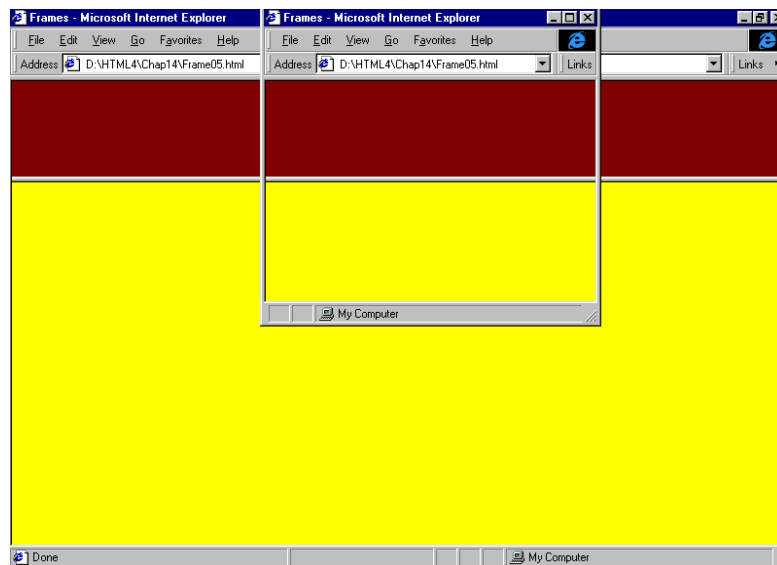 Frames - Microsoft Internet Explorer
File Edit View Go Favorites Help
Address D:\HTML4\Chap14\Frame05.html
Frames - Microsoft Internet Explorer
File Edit View Go Favorites Help
Address D:\HTML4\Chap14\Frame05.html Links
Links
My Computer
Done
My Computer